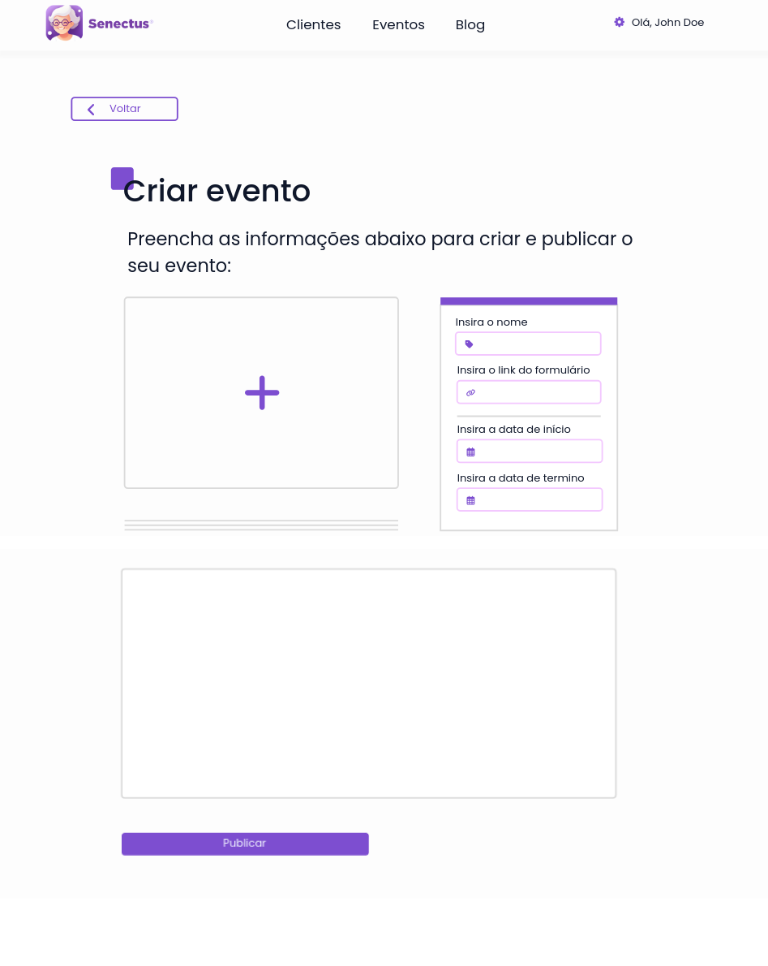 Senectus
Clientes
Eventos
Blog
Olá, John Doe
Voltar
Criar evento
Preencha as informações abaixo para criar e publicar o
seu evento:
Insira o nome
Insira o link do formulário
Insira a data de início
Insira a data de termino
Publicar